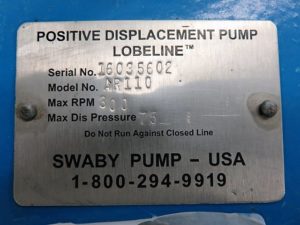 POSITIVE DISPLACEMENT PUMP
LOBELINE™
Serial No. 16035602
Model No. AR110
Max RPM 300
Max Dis Pressure 75
Do Not Run Against Closed Line
SWABY PUMP – USA
1-800-294-9919